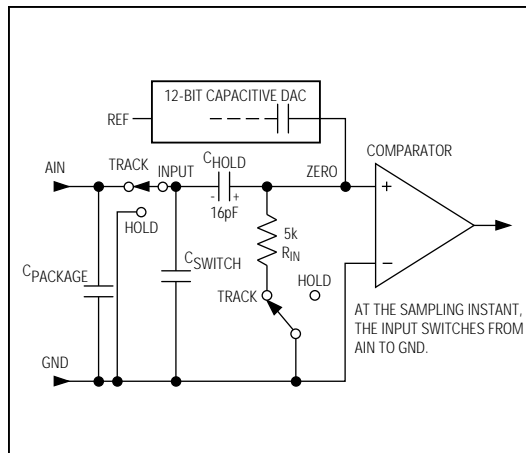 12-BIT CAPACITIVE DAC
REF
AIN
TRACK
INPUT
CHOLD
ZERO
COMPARATOR
- +
16pF
+
HOLD
5k
RIN
CPACKAGE
CSWITCH
HOLD
TRACK
−
GND
AT THE SAMPLING INSTANT,
THE INPUT SWITCHES FROM
AIN TO GND.